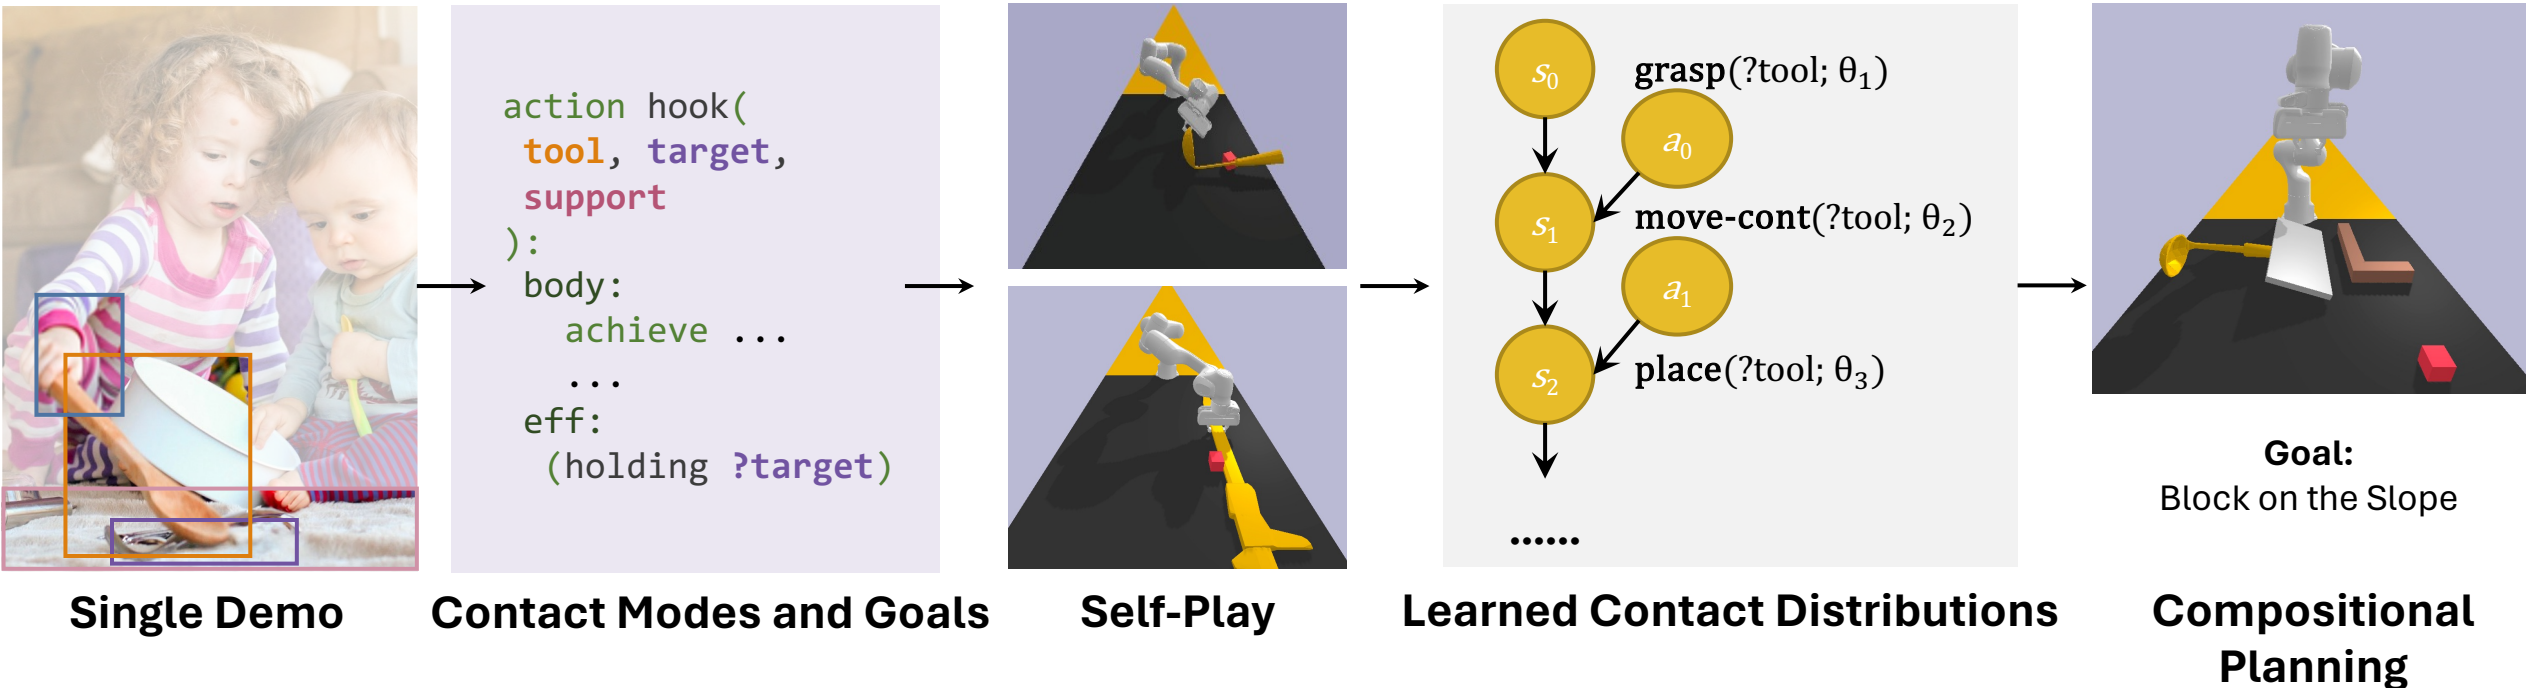 action hook(
tool, target,
support
):
body:
achieve ...
...
eff:
(holding ?target)
s0
grasp(?tool; θ1)
a0
s1
move-cont(?tool; θ2)
a1
s2
place(?tool; θ3)
......
Goal:
Block on the Slope
Single Demo
Contact Modes and Goals
Self-Play
Learned Contact Distributions
Compositional
Planning